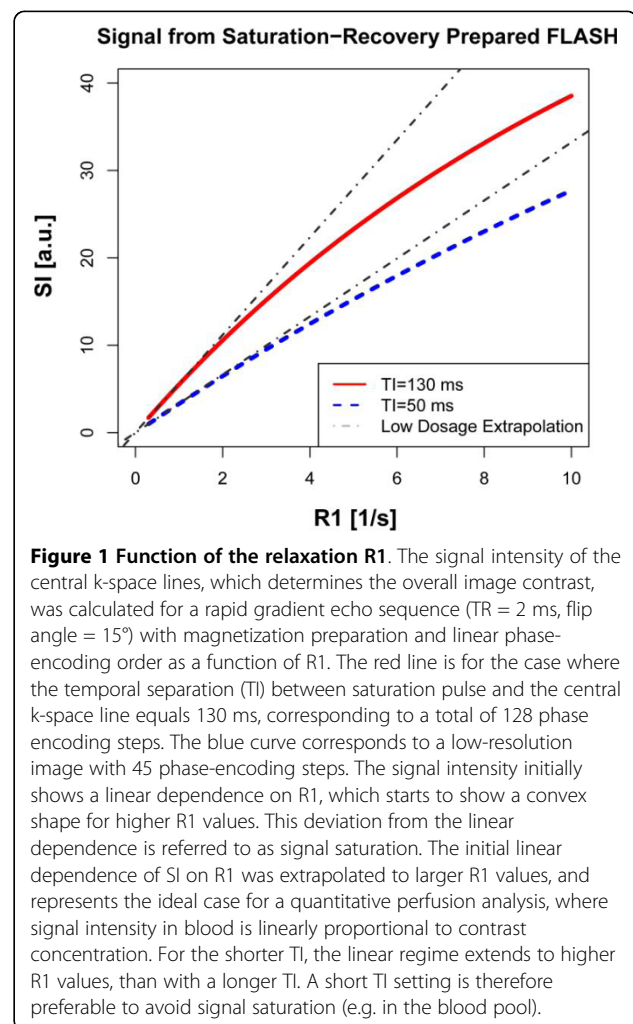 Signal from Saturation−Recovery Prepared FLASH
40
30
20
10
0
SI [a.u.]
TI=130 ms
TI=50 ms
Low Dosage Extrapolation
0 2 4 6 8 10
R1 [1/s]
Figure 1 Function of the relaxation R1. The signal intensity of the
central k-space lines, which determines the overall image contrast,
was calculated for a rapid gradient echo sequence (TR = 2 ms, flip
angle = 15°) with magnetization preparation and linear phase-
encoding order as a function of R1. The red line is for the case where
the temporal separation (TI) between saturation pulse and the central
k-space line equals 130 ms, corresponding to a total of 128 phase
encoding steps. The blue curve corresponds to a low-resolution
image with 45 phase-encoding steps. The signal intensity initially
shows a linear dependence on R1, which starts to show a convex
shape for higher R1 values. This deviation from the linear
dependence is referred to as signal saturation. The initial linear
dependence of SI on R1 was extrapolated to larger R1 values, and
represents the ideal case for a quantitative perfusion analysis, where
signal intensity in blood is linearly proportional to contrast
concentration. For the shorter TI, the linear regime extends to higher
R1 values, than with a longer TI. A short TI setting is therefore
preferable to avoid signal saturation (e.g. in the blood pool).